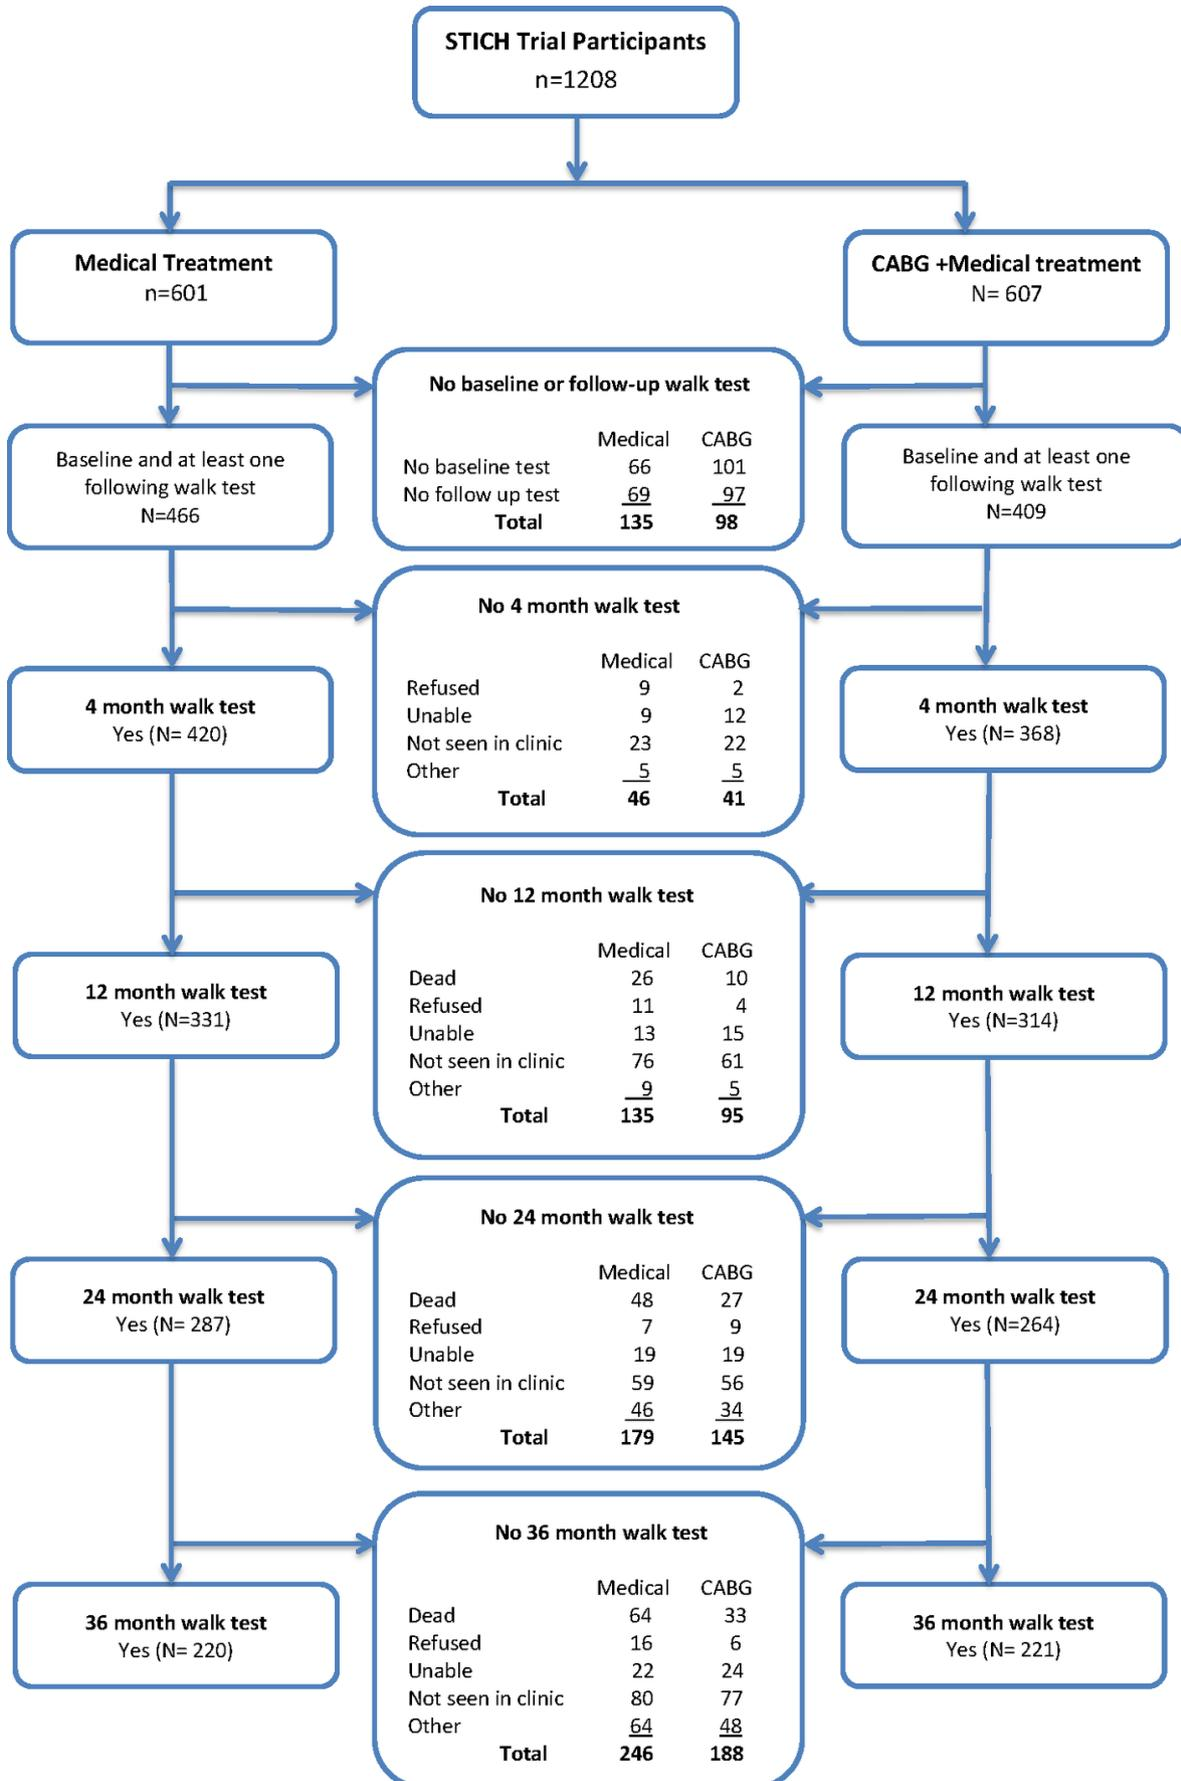 STICH Trial Participants
n=1208
Medical Treatment
n=601
CABG +Medical treatment
N= 607
No baseline or follow-up walk test
Medical CABG
No baseline test 66 101
No follow up test 69 97
Total 135 98
Baseline and at least one
following walk test
N=466
Baseline and at least one
following walk test
N=409
No 4 month walk test
Medical CABG
Refused 9 2
Unable 9 12
Not seen in clinic 23 22
Other 5 5
Total 46 41
4 month walk test
Yes (N= 420)
4 month walk test
Yes (N= 368)
No 12 month walk test
Medical CABG
Dead 26 10
Refused 11 4
Unable 13 15
Not seen in clinic 76 61
Other 9 5
Total 135 95
12 month walk test
Yes (N=331)
12 month walk test
Yes (N=314)
No 24 month walk test
Medical CABG
Dead 48 27
Refused 7 9
Unable 19 19
Not seen in clinic 59 56
Other 46 34
Total 179 145
24 month walk test
Yes (N= 287)
24 month walk test
Yes (N=264)
No 36 month walk test
Medical CABG
Dead 64 33
Refused 16 6
Unable 22 24
Not seen in clinic 80 77
Other 64 48
Total 246 188
36 month walk test
Yes (N= 220)
36 month walk test
Yes (N= 221)